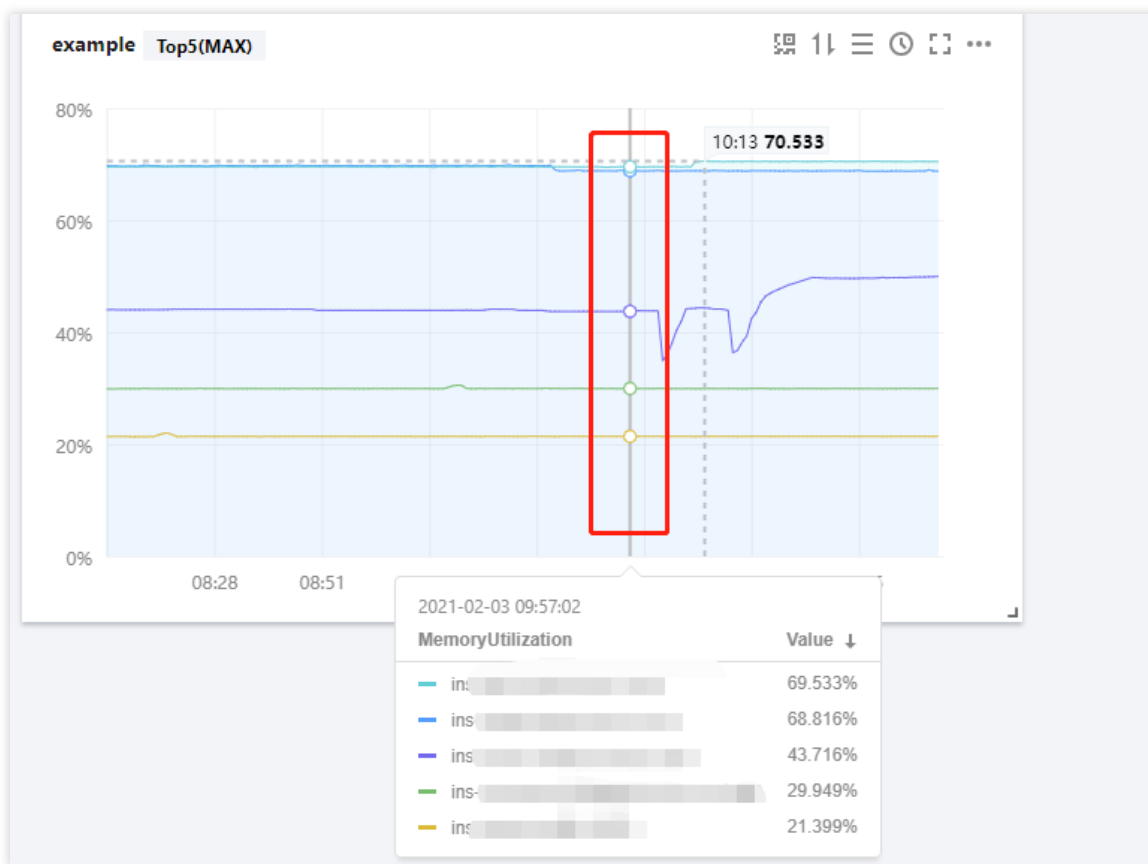 example Top5(MAX)
80%
10:13 70.533
60%
40%
20%
0%
08:28 08:51
2021-02-03 09:57:02
MemoryUtilization Value ↓
ins 69.533%
ins 68.816%
ins 43.716%
ins- 29.949%
ins 21.399%